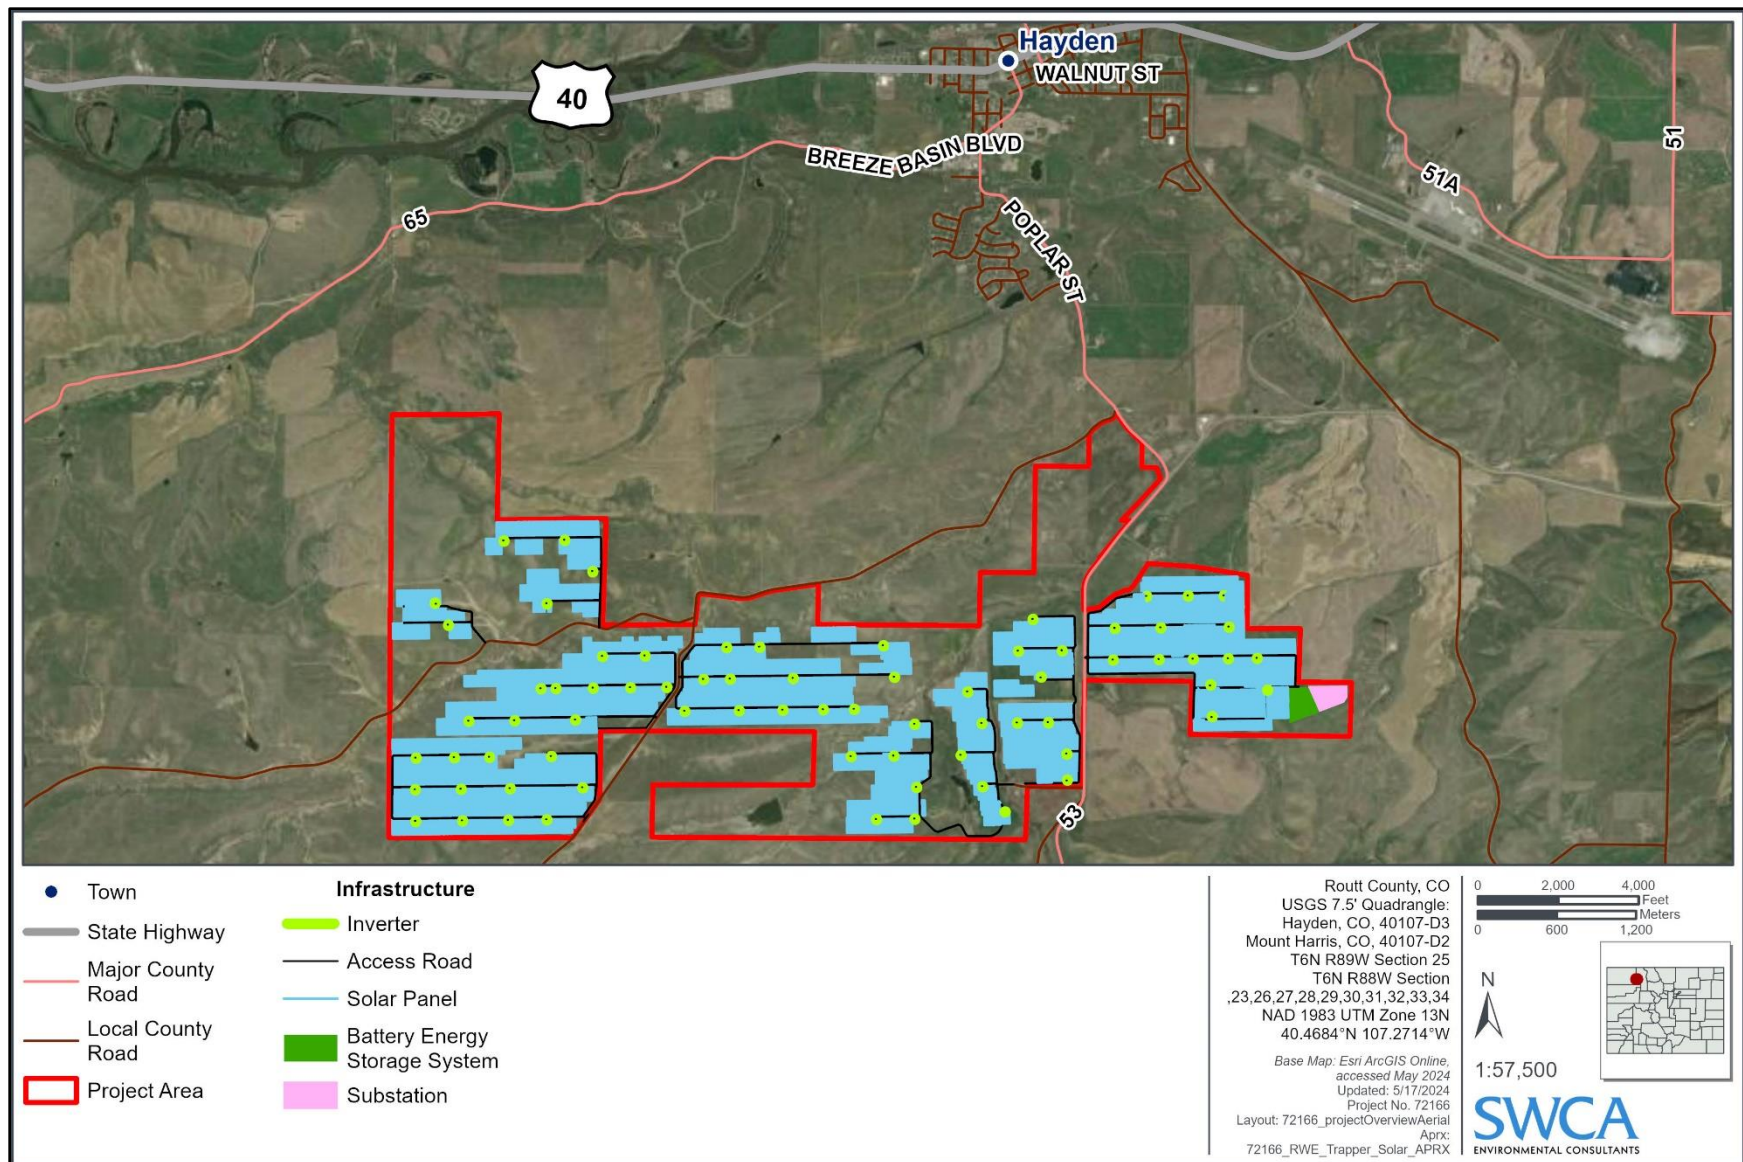 Hayden
WALNUT ST
40
BREEZE BASIN BLVD
51
51A
65
POPLAR ST
53
Town
State Highway
Major County
Road
Local County
Road
Project Area
Infrastructure
Inverter
Access Road
Solar Panel
Battery Energy
Storage System
Substation
Routt County, CO
USGS 7.5' Quadrangle:
Hayden, CO, 40107-D3
Mount Harris, CO, 40107-D2
T6N R89W Section 25
T6N R88W Section
,23,26,27,28,29,30,31,32,33,34
NAD 1983 UTM Zone 13N
40.4684°N 107.2714°W
Base Map: Esri ArcGIS Online,
accessed May 2024
Updated: 5/17/2024
Project No. 72166
Layout: 72166_projectOverviewAerial
Aprx:
72166_RWE_Trapper_Solar_APRX
0 2,000 4,000
Feet
Meters
0 600 1,200
N
1:57,500
SWCA
ENVIRONMENTAL CONSULTANTS